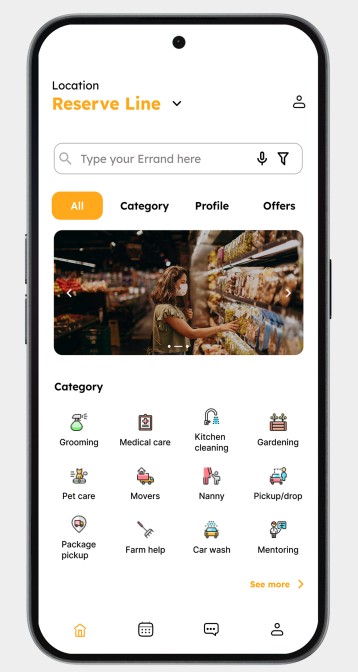 Location
Reserve Line
Type your Errand here
All Category Profile Offers
Category
Grooming Medical care Kitchen cleaning Gardening
Pet care Movers Nanny Pickup/drop
Package pickup Farm help Car wash Mentoring
See more